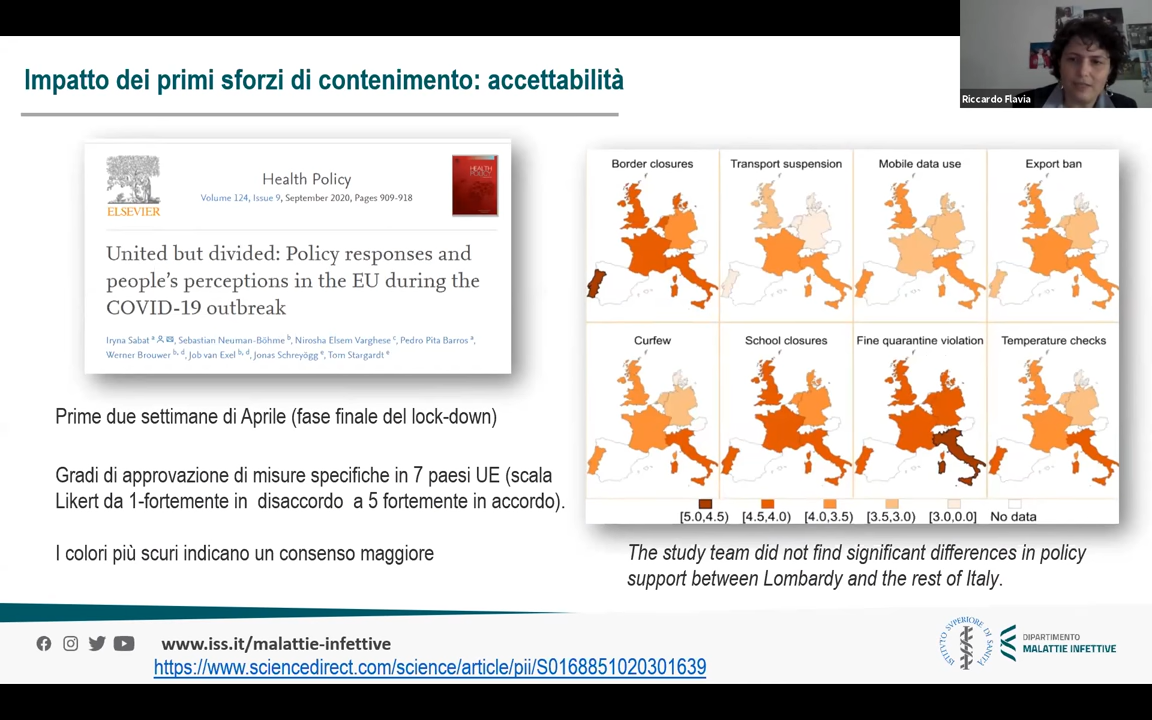 Riccardo Flavia
Impatto dei primi sforzi di contenimento: accettabilità
ELSEVIER
Health Policy
Volume 124, Issue 9, September 2020, Pages 909-918
HEALTH POLICY
United but divided: Policy responses and
people's perceptions in the EU during the
COVID-19 outbreak
Iryna Sabat a, Sebastian Neuman-Böhme b, Nirosha Elsem Varghese c, Pedro Pita Barros a,
Werner Brouwer b, d, Job van Exel b, d, Jonas Schreyögg e, Tom Stargardt e
Prime due settimane di Aprile (fase finale del lock-down)
Gradi di approvazione di misure specifiche in 7 paesi UE (scala
Likert da 1-fortemente in disaccordo a 5 fortemente in accordo).
I colori più scuri indicano un consenso maggiore
Border closures Transport suspension Mobile data use Export ban
Curfew School closures Fine quarantine violation Temperature checks
[5.0,4.5) [4.5,4.0) [4.0,3.5) [3.5,3.0) [3.0,0.0] No data
The study team did not find significant differences in policy
support between Lombardy and the rest of Italy.
www.iss.it/malattie-infettive
https://www.sciencedirect.com/science/article/pii/S0168851020301639
ISTITUTO SUPERIORE DI SANITÀ
DIPARTIMENTO
MALATTIE INFETTIVE